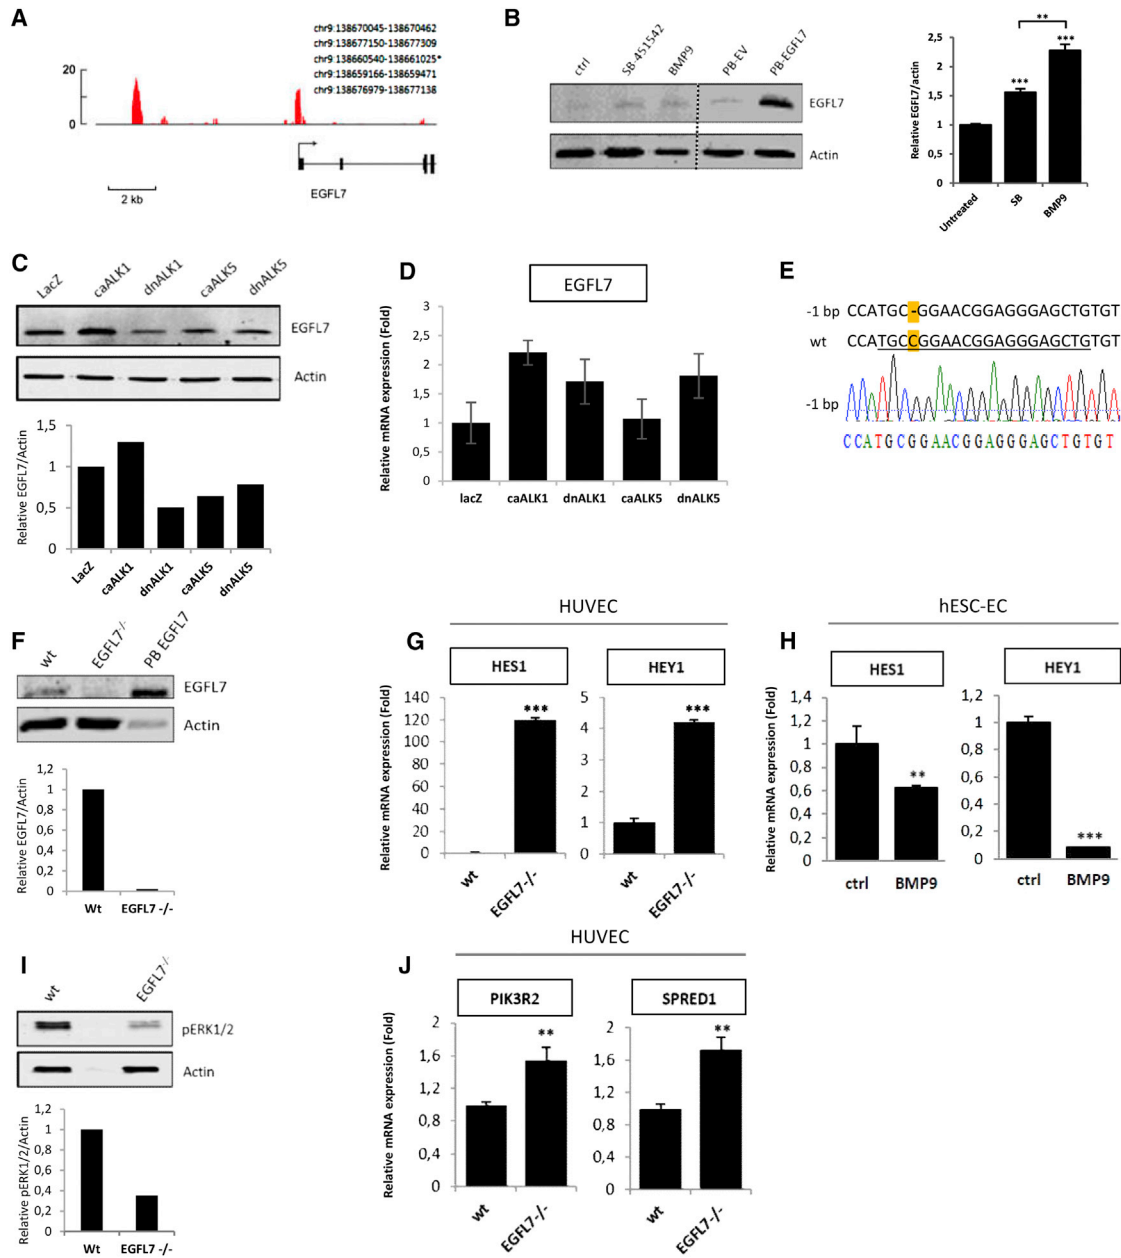 A
chr9:138670045-138670462
chr9:138677150-138677309
chr9:138660540-138661025*
chr9:138659166-138659471
chr9:138676979-138677138
20
0
2 kb
EGFL7
B
ctrl
SB-451542
BMP9
PB-EV
PB-EGFL7
EGFL7
Actin
Relative EGFL7/actin
2,5
2
1,5
1
0,5
0
**
***
***
Untreated
SB
BMP9
C
LacZ
caALK1
dnALK1
caALK5
dnALK5
EGFL7
Actin
Relative EGFL7/Actin
1,5
1
0,5
0
LacZ
caALK1
dnALK1
caALK5
dnALK5
D
EGFL7
Relative mRNA expression (Fold)
3
2,5
2
1,5
1
0,5
0
lacZ
caALK1
dnALK1
caALK5
dnALK5
E
-1 bp CCATGC-GGAACGGAGGGAGCTGTGT
wt CCATGCCGGAACGGAGGGAGCTGTGT
-1 bp
CCATGCGGAACGGAGGGAGCTGTGT
F
wt
EGFL7-/-
PB EGFL7
EGFL7
Actin
Relative EGFL7/Actin
1,2
1
0,8
0,6
0,4
0,2
0
Wt
EGFL7 -/-
HUVEC
G
HES1
HEY1
Relative mRNA expression (Fold)
140
120
100
80
60
40
20
0
***
wt
EGFL7-/-
5
4
3
2
1
0
***
wt
EGFL7-/-
hESC-EC
H
HES1
HEY1
Relative mRNA expression (Fold)
1,4
1,2
1
0,8
0,6
0,4
0,2
0
**
ctrl
BMP9
1,2
1
0,8
0,6
0,4
0,2
0
***
ctrl
BMP9
I
wt
EGFL7-/-
pERK1/2
Actin
Relative pERK1/2/Actin
1,2
1
0,8
0,6
0,4
0,2
0
Wt
EGFL7 -/-
HUVEC
J
PIK3R2
SPRED1
Relative mRNA expression (Fold)
2
1,6
1,2
0,8
0,4
0
**
wt
EGFL7-/-
2
1,6
1,2
0,8
0,4
0
**
wt
EGFL7-/-